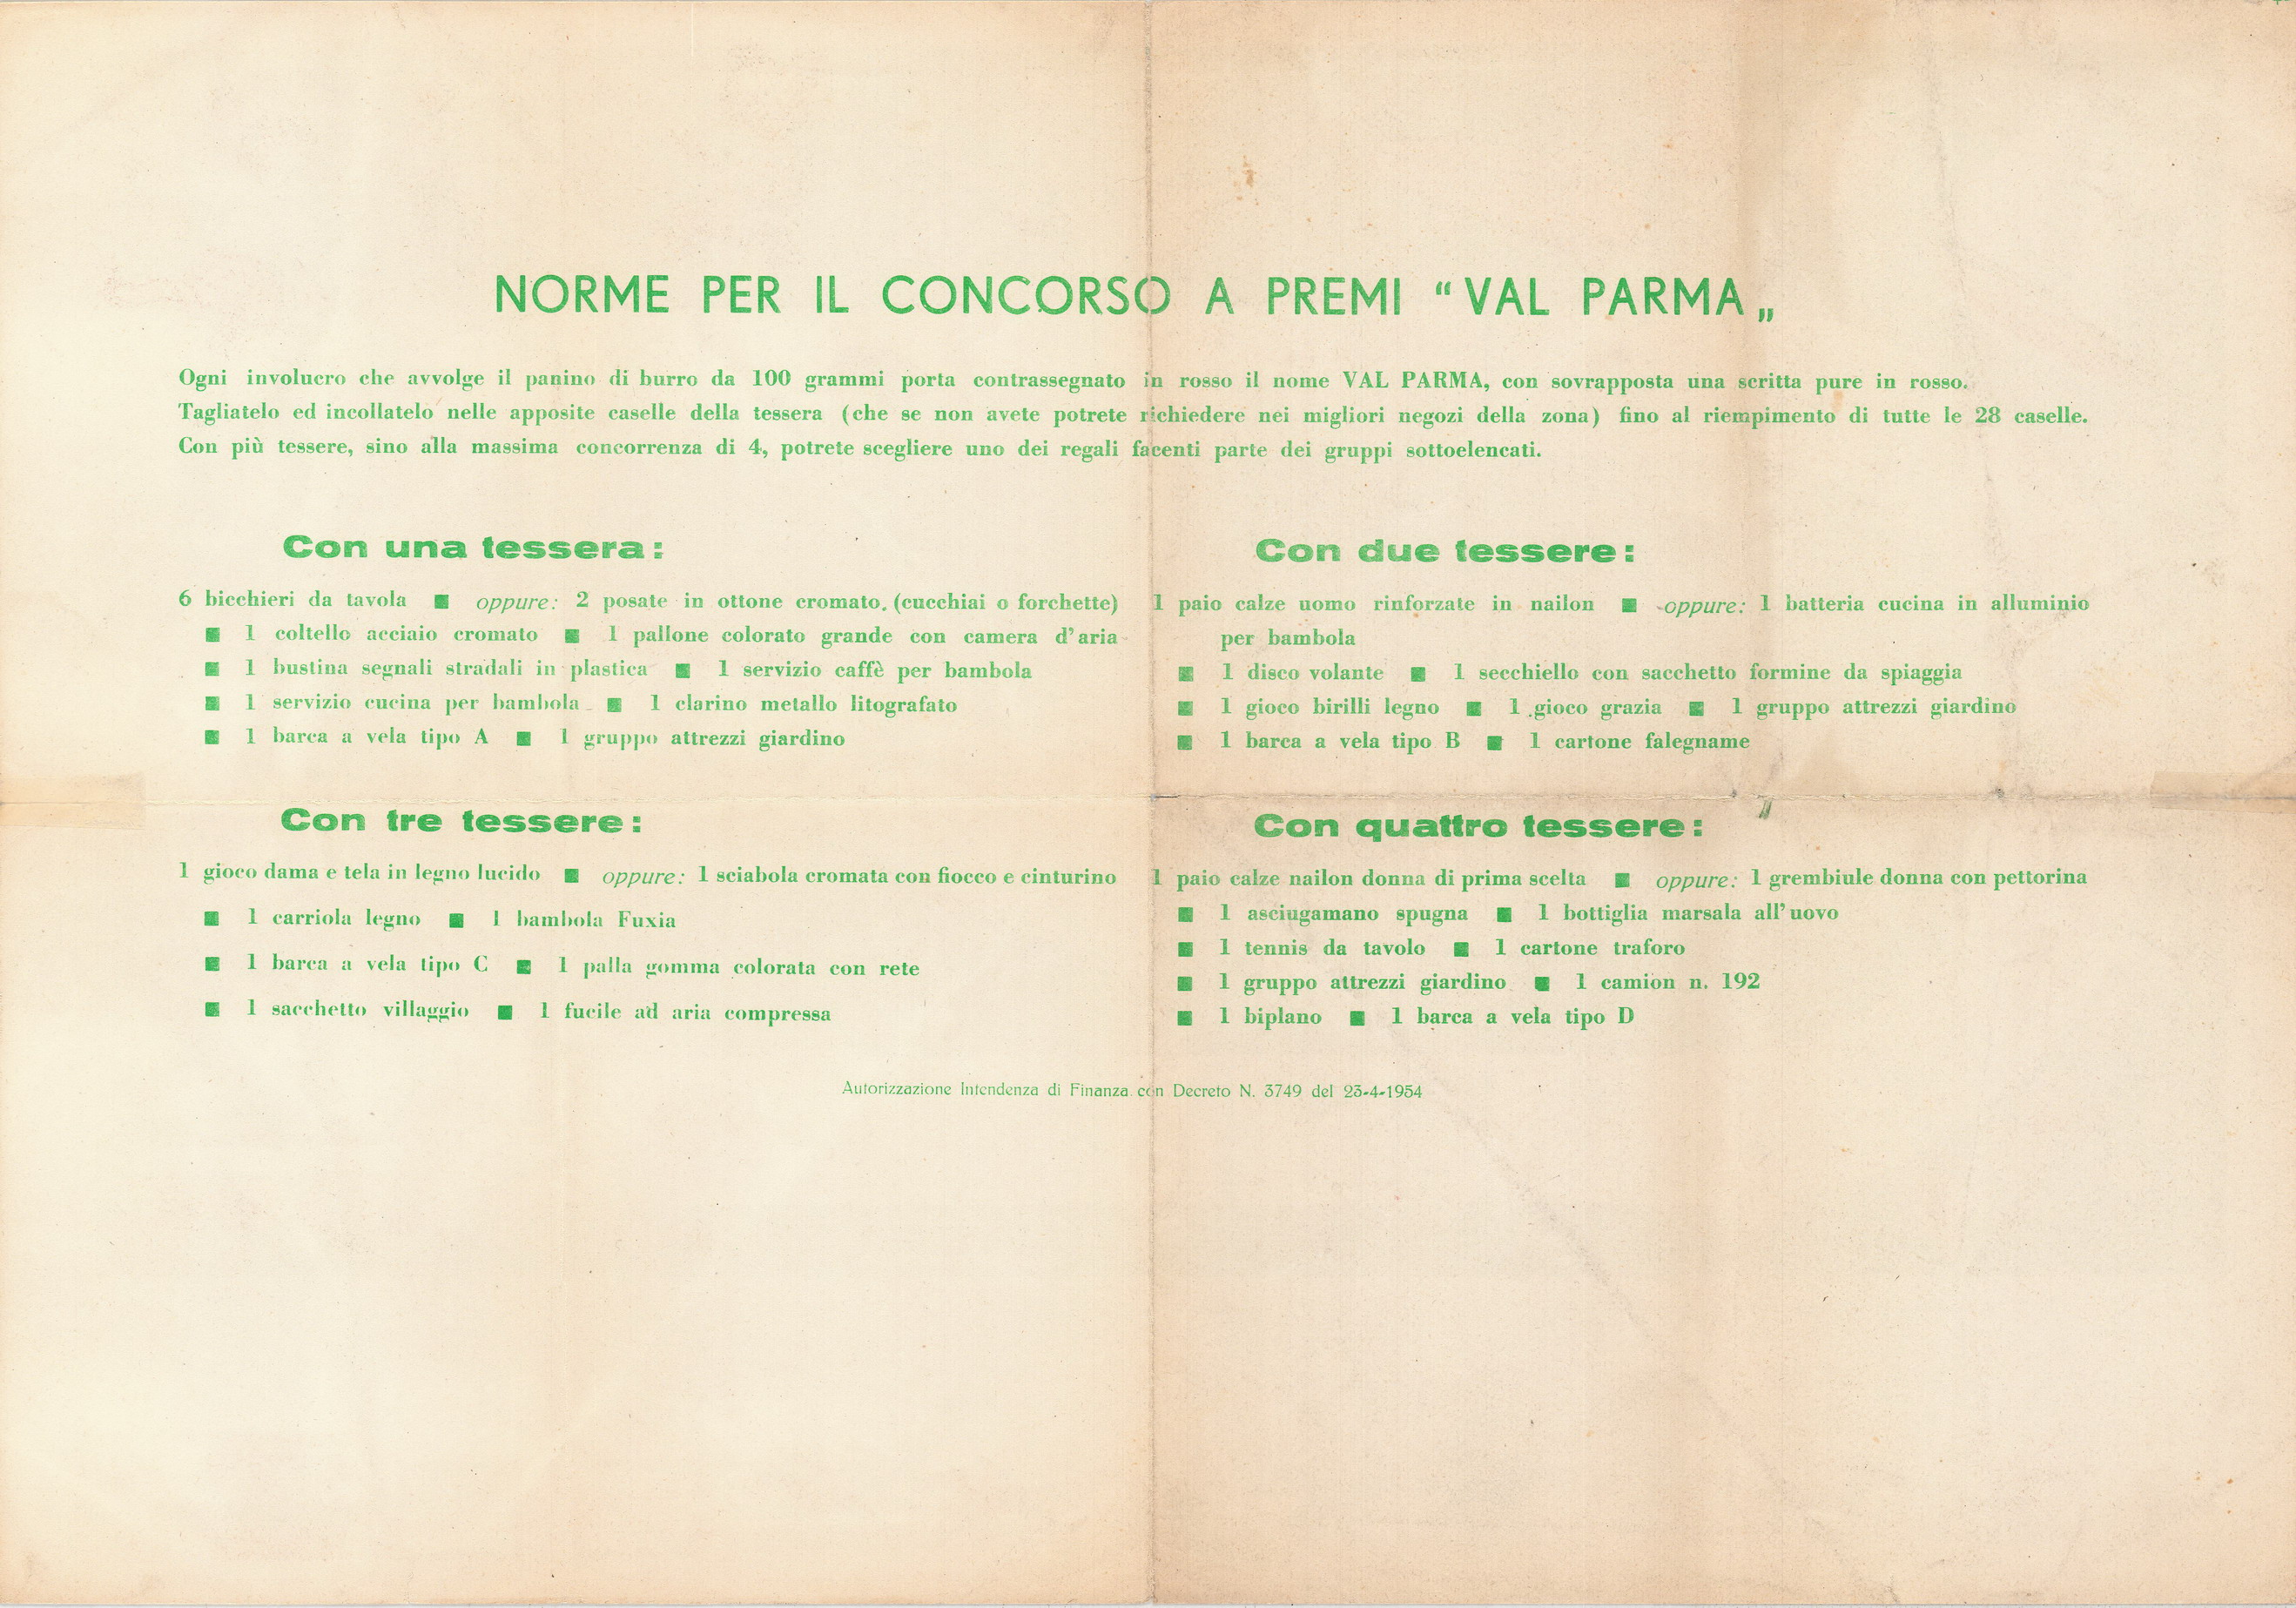 NORME PER IL CONCORSO A PREMI “VAL PARMA„
Ogni involucro che avvolge il panino di burro da 100 grammi porta contrassegnato in rosso il nome VAL PARMA, con sovrapposta una scritta pure in rosso.
Tagliatelo ed incollatelo nelle apposite caselle della tessera (che se non avete potrete richiedere nei migliori negozi della zona) fino al riempimento di tutte le 28 caselle.
Con più tessere, sino alla massima concorrenza di 4, potrete scegliere uno dei regali facenti parte dei gruppi sottoelencati.
Con una tessera:
6 bicchieri da tavola ■ oppure: 2 posate in ottone cromato. (cucchiai o forchette)
■ 1 coltello acciaio cromato ■ 1 pallone colorato grande con camera d'aria
■ 1 bustina segnali stradali in plastica ■ 1 servizio caffè per bambola
■ 1 servizio cucina per bambola ■ 1 clarino metallo litografato
■ 1 barca a vela tipo A ■ 1 gruppo attrezzi giardino
Con due tessere:
1 paio calze uomo rinforzate in nailon ■ oppure: 1 batteria cucina in alluminio
per bambola
■ 1 disco volante ■ 1 secchiello con sacchetto formine da spiaggia
■ 1 gioco birilli legno ■ 1 gioco grazia ■ 1 gruppo attrezzi giardino
■ 1 barca a vela tipo B ■ 1 cartone falegname
Con tre tessere:
1 gioco dama e tela in legno lucido ■ oppure: 1 sciabola cromata con fiocco e cinturino
■ 1 carriola legno ■ 1 bambola Fuxia
■ 1 barca a vela tipo C ■ 1 palla gomma colorata con rete
■ 1 sacchetto villaggio ■ 1 fucile ad aria compressa
Con quattro tessere:
1 paio calze nailon donna di prima scelta ■ oppure: 1 grembiule donna con pettorina
■ 1 asciugamano spugna ■ 1 bottiglia marsala all'uovo
■ 1 tennis da tavolo ■ 1 cartone traforo
■ 1 gruppo attrezzi giardino ■ 1 camion n. 192
■ 1 biplano ■ 1 barca a vela tipo D
Autorizzazione Intendenza di Finanza con Decreto N. 3749 del 23-4-1954